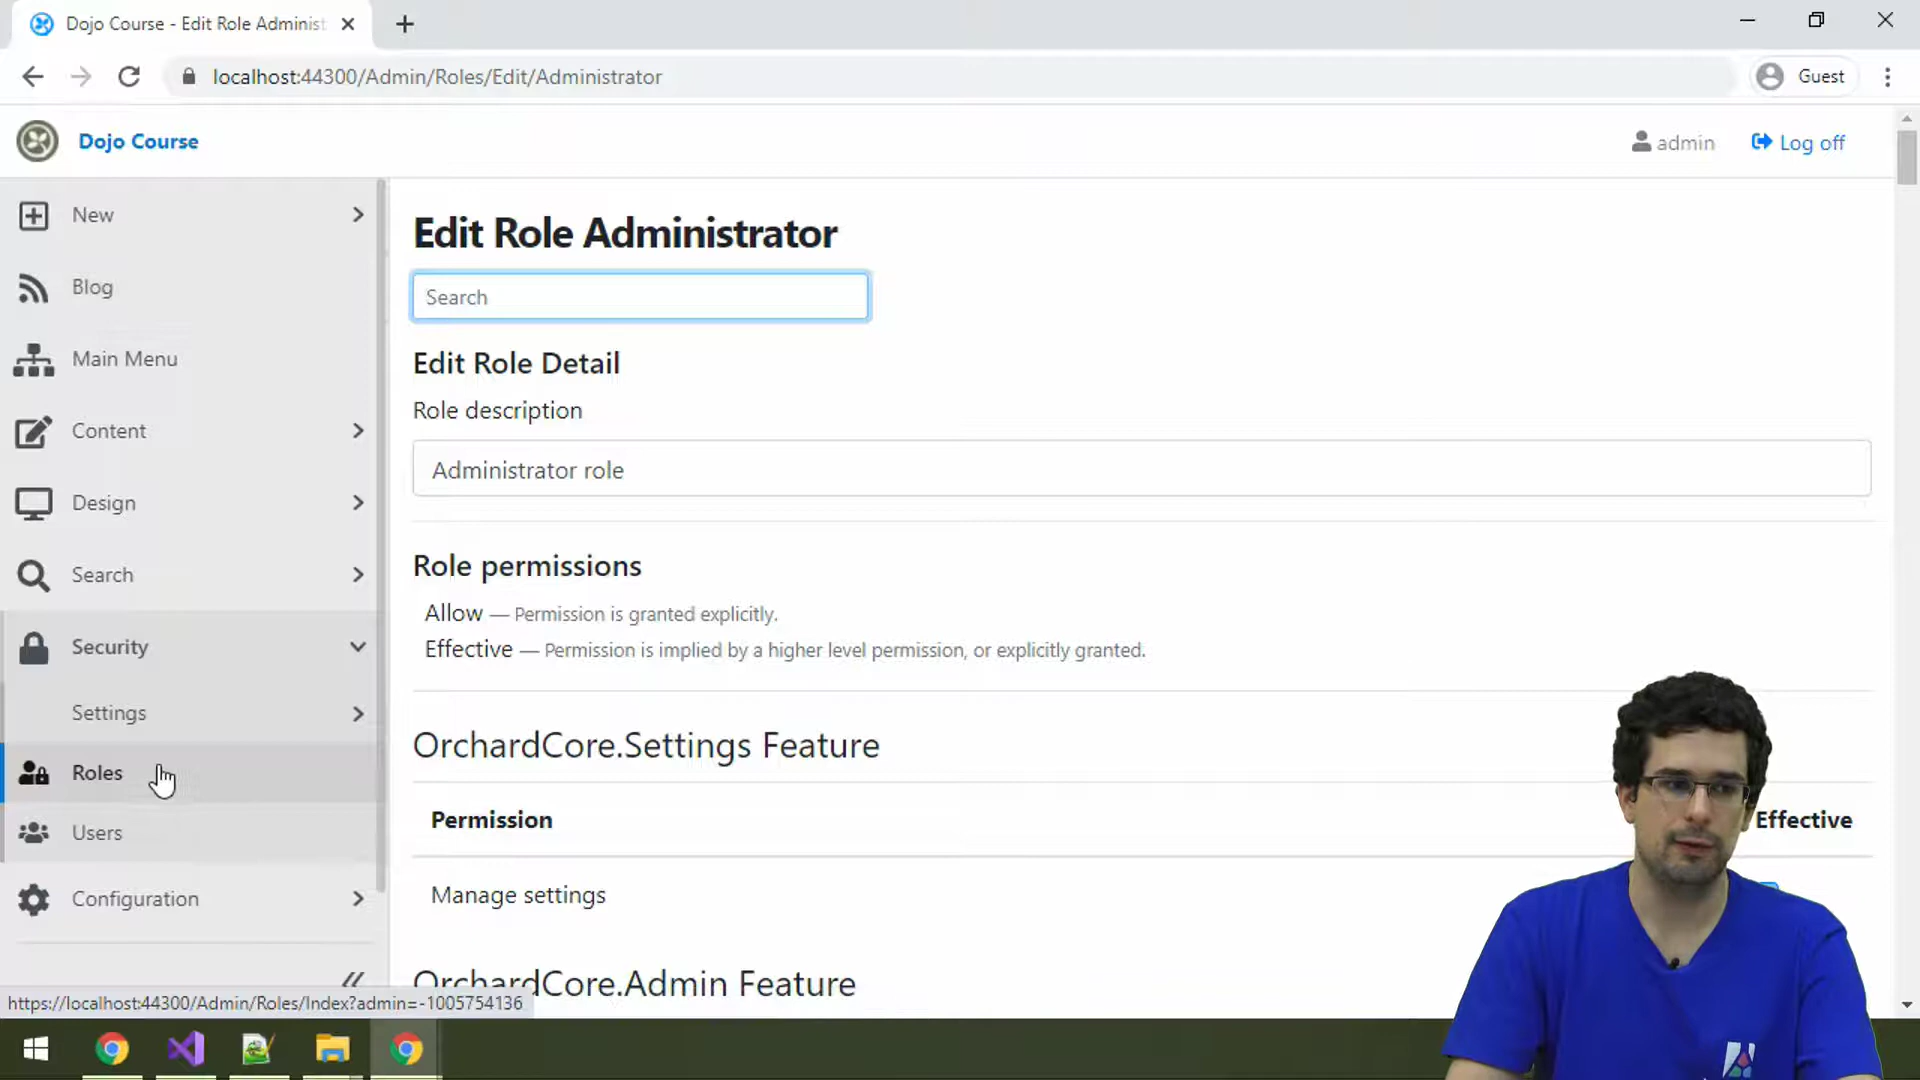 Dojo Course - Edit Role Administ
localhost:44300/Admin/Roles/Edit/Administrator
Guest
Dojo Course
admin
Log off
New
Blog
Main Menu
Content
Design
Search
Security
Settings
Roles
Users
Configuration
Edit Role Administrator
Search
Edit Role Detail
Role description
Administrator role
Role permissions
Allow — Permission is granted explicitly.
Effective — Permission is implied by a higher level permission, or explicitly granted.
OrchardCore.Settings Feature
Permission
Effective
Manage settings
OrchardCore.Admin Feature
https://localhost:44300/Admin/Roles/Index?admin=-1005754136